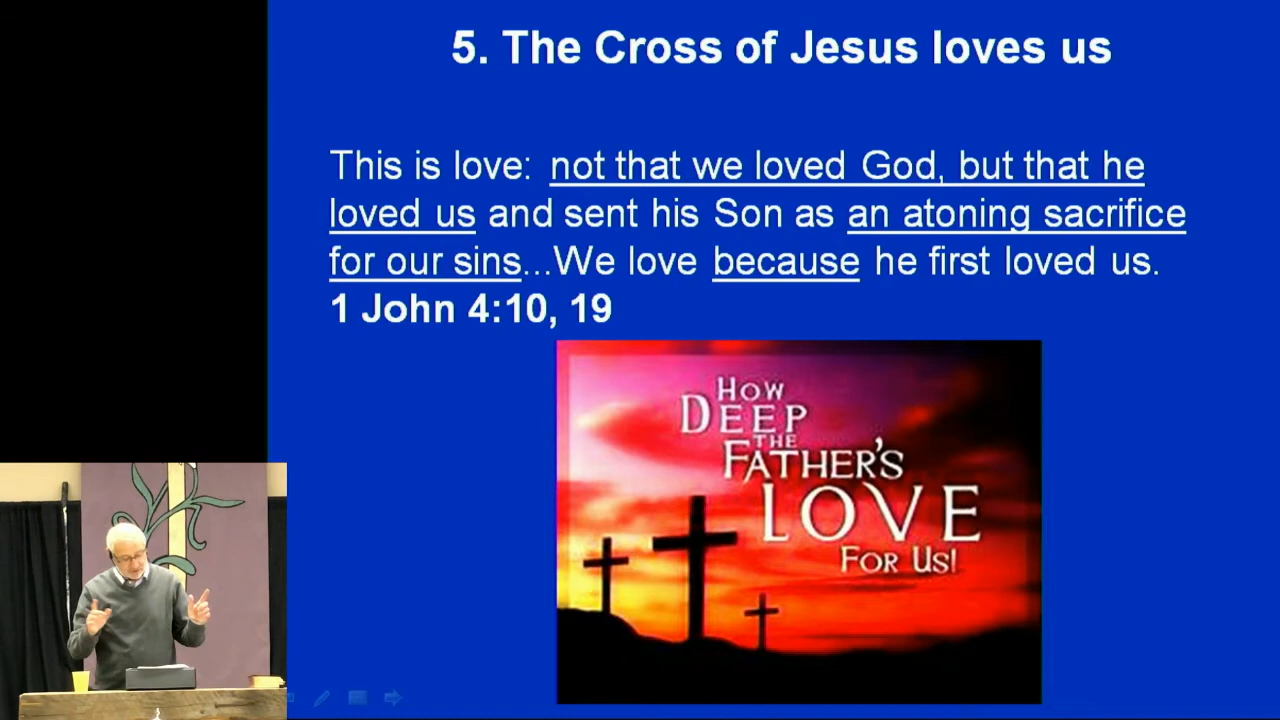 5. The Cross of Jesus loves us
This is love: not that we loved God, but that he
loved us and sent his Son as an atoning sacrifice
for our sins...We love because he first loved us.
1 John 4:10, 19
HOW
DEEP
THE
FATHER'S
LOVE
FOR US!